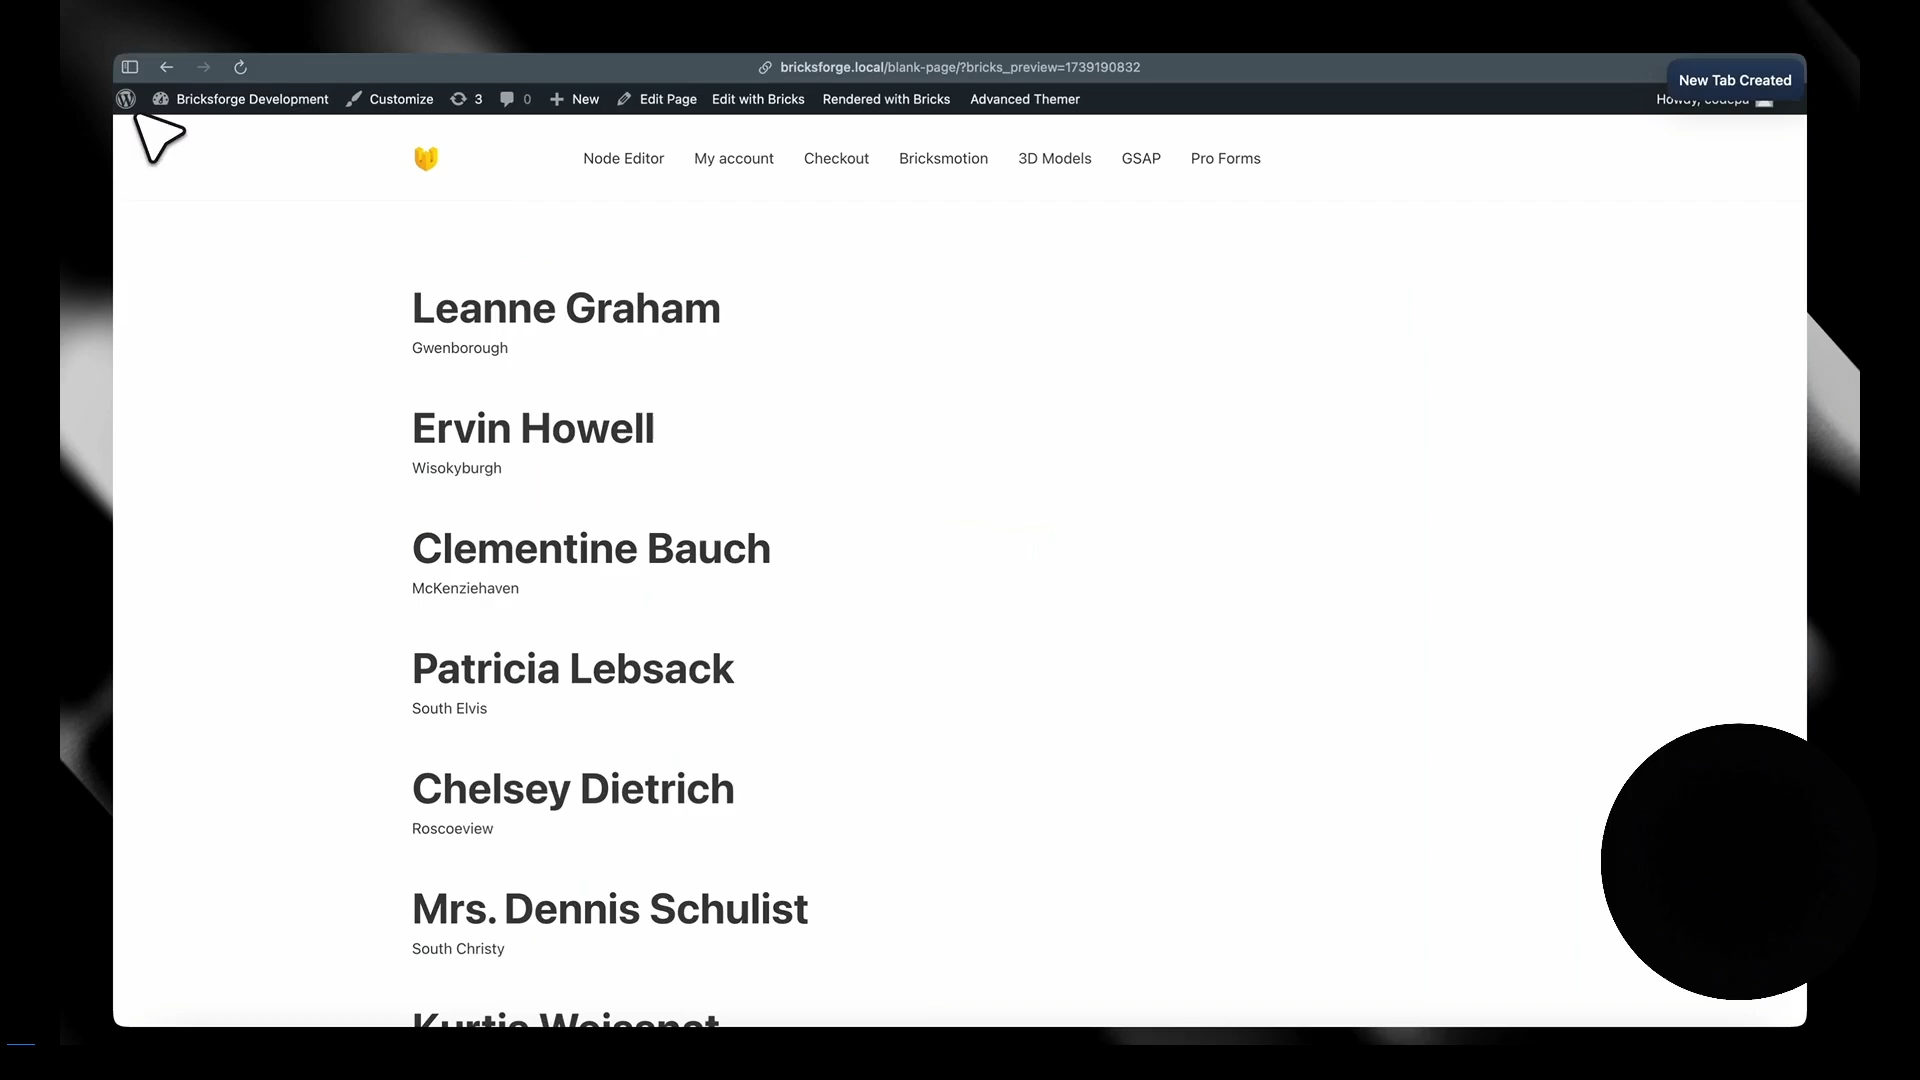 bricksforge.local/blank-page/?bricks_preview=1739190832
New Tab Created
Bricksforge Development Customize 3 0 New Edit Page Edit with Bricks Rendered with Bricks Advanced Themer Howdy,
Node Editor My account Checkout Bricksmotion 3D Models GSAP Pro Forms
Leanne Graham
Gwenborough
Ervin Howell
Wisokyburgh
Clementine Bauch
McKenziehaven
Patricia Lebsack
South Elvis
Chelsey Dietrich
Roscoeview
Mrs. Dennis Schulist
South Christy
Kurtis Weissnat